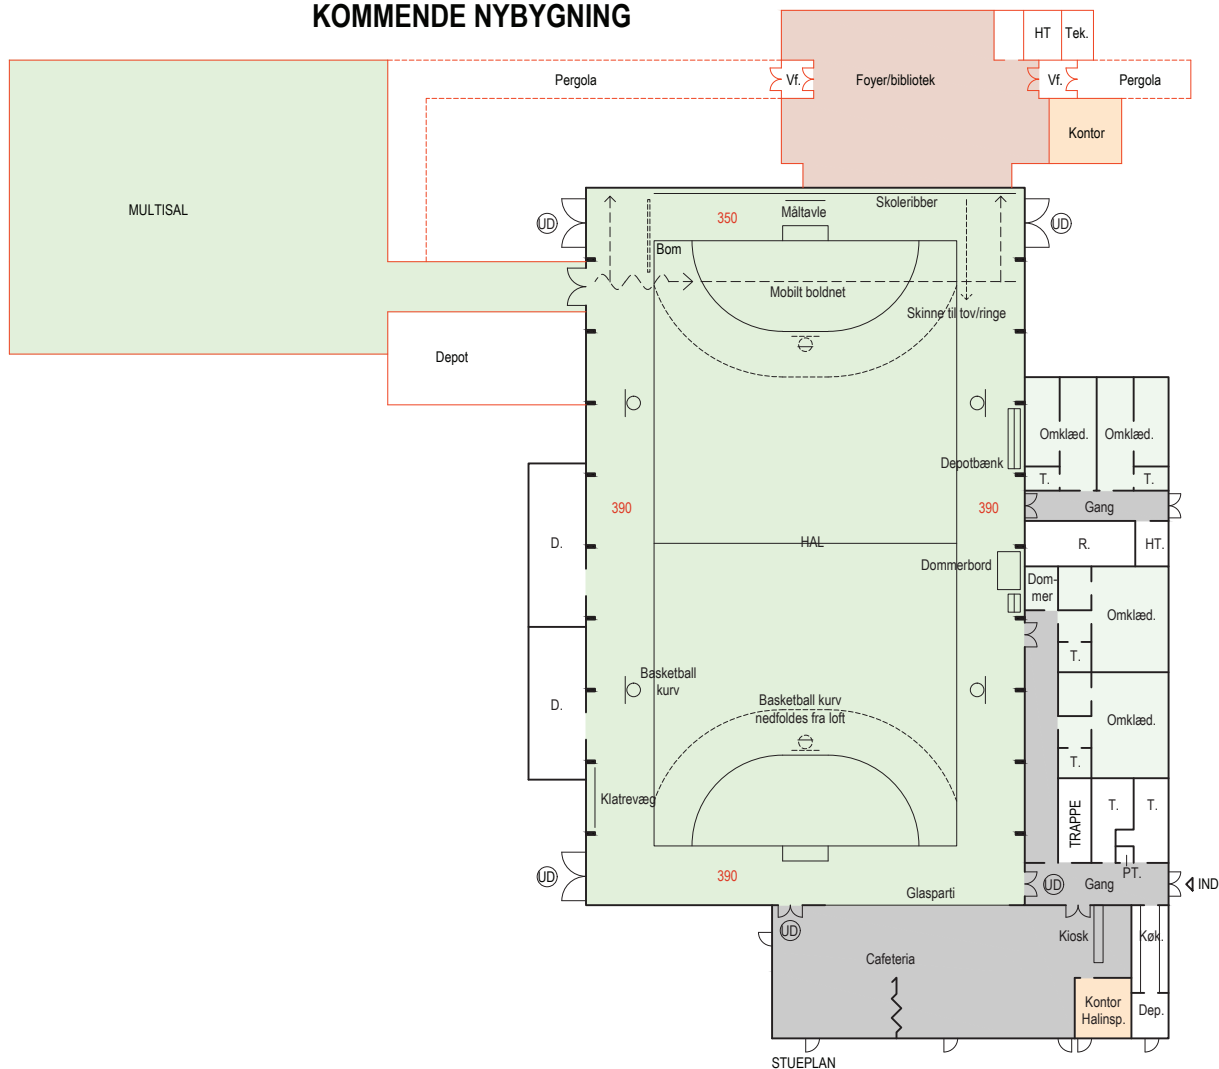 KOMMENDE NYBYGNING
HT
Tek.
Pergola
Vf.
Foyer/bibliotek
Vf.
Pergola
Kontor
MULTISAL
UD
350
Måltavle
Skoleribber
UD
Bom
Mobilt boldnet
Skinne til tov/ringe
Depot
Omklæd.
Omklæd.
Depotbænk
T.
T.
390
390
Gang
D.
HAL
R.
HT.
Dommerbord
Dom-
mer
Omklæd.
T.
Basketball
kurv
Basketball kurv
nedfoldes fra loft
D.
Omklæd.
T.
Klatrevæg
TRAPPE
T.
T.
PT.
UD
390
Glasparti
UD
Gang
IND
UD
Kiosk
Køk.
Cafeteria
Kontor
Halinsp.
Dep.
STUEPLAN